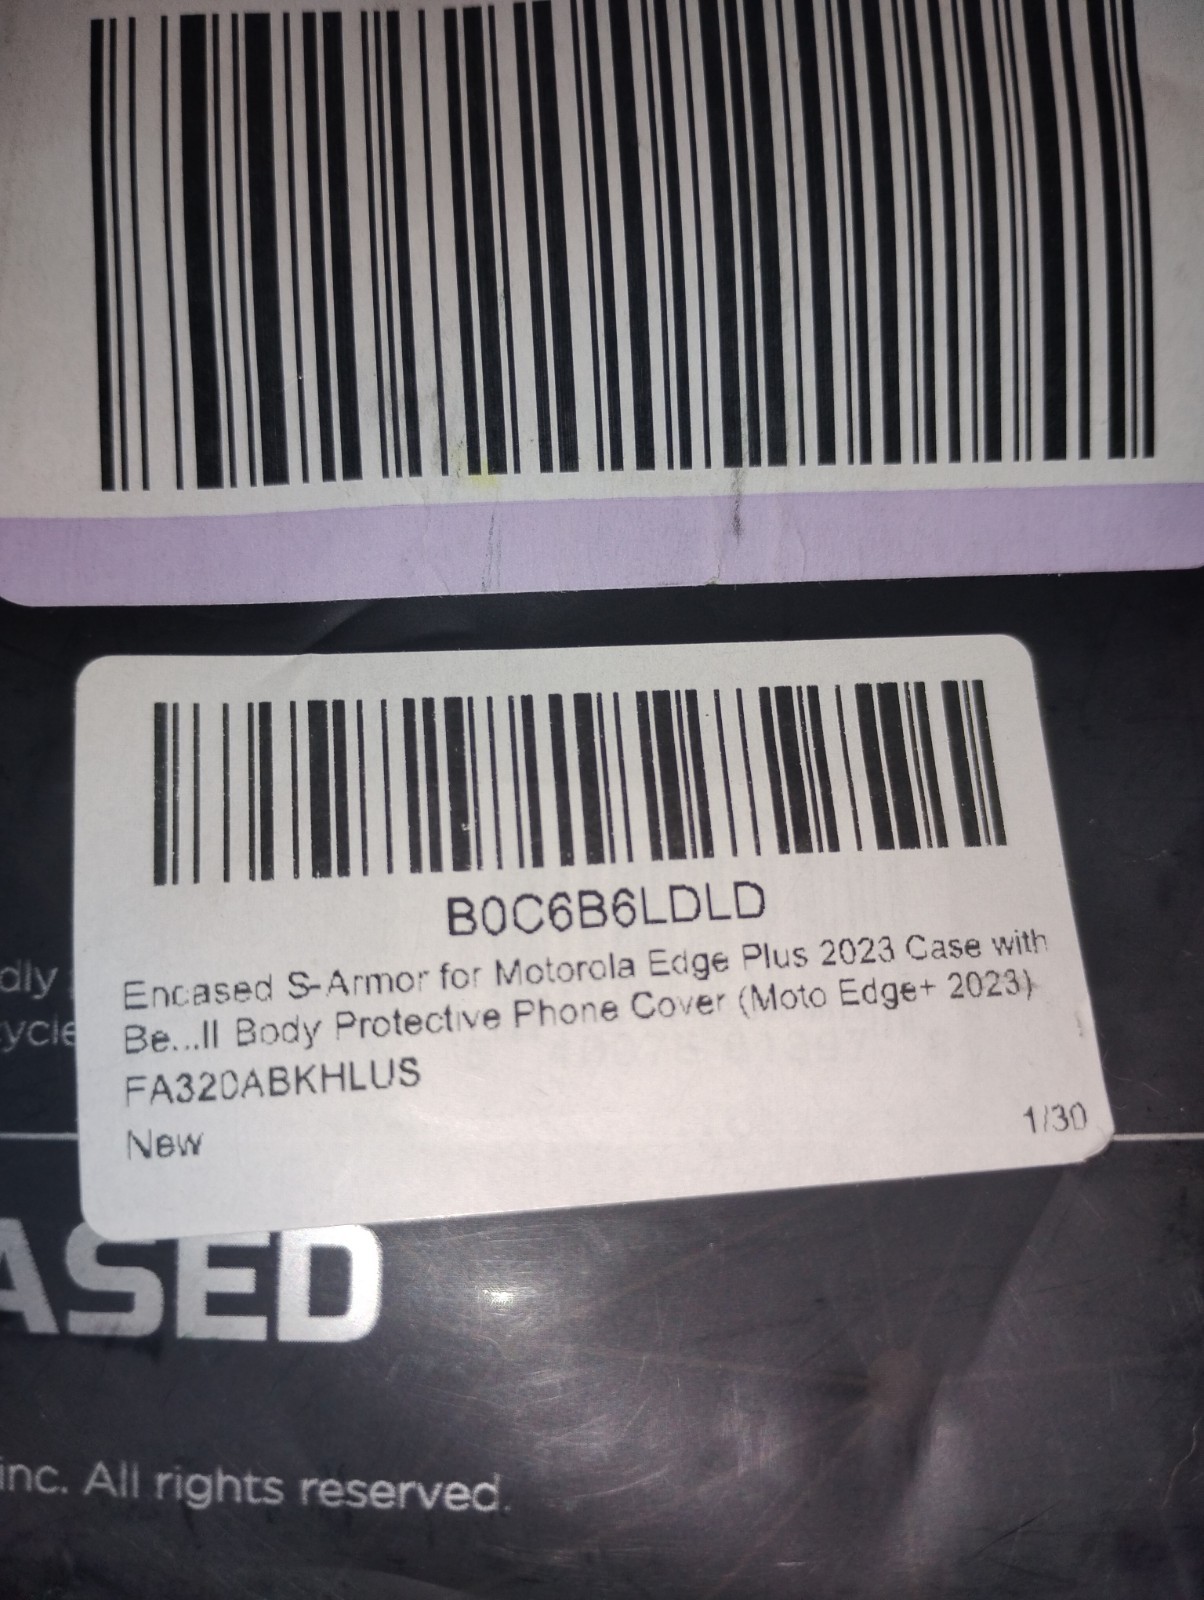 B0C6B6LDLD
Encased S-Armor for Motorola Edge Plus 2023 Case with
Be...ll Body Protective Phone Cover (Moto Edge+ 2023)
FA320ABKHLUS
New
1/30
dly
ycle
ASED
inc. All rights reserved.